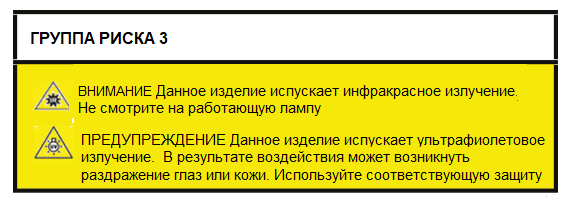 ГРУППА РИСКА 3
ВНИМАНИЕ Данное изделие испускает инфракрасное излучение.
Не смотрите на работающую лампу
ПРЕДУПРЕЖДЕНИЕ Данное изделие испускает ультрафиолетовое
излучение. В результате воздействия может возникнуть
раздражение глаз или кожи. Используйте соответствующую защиту